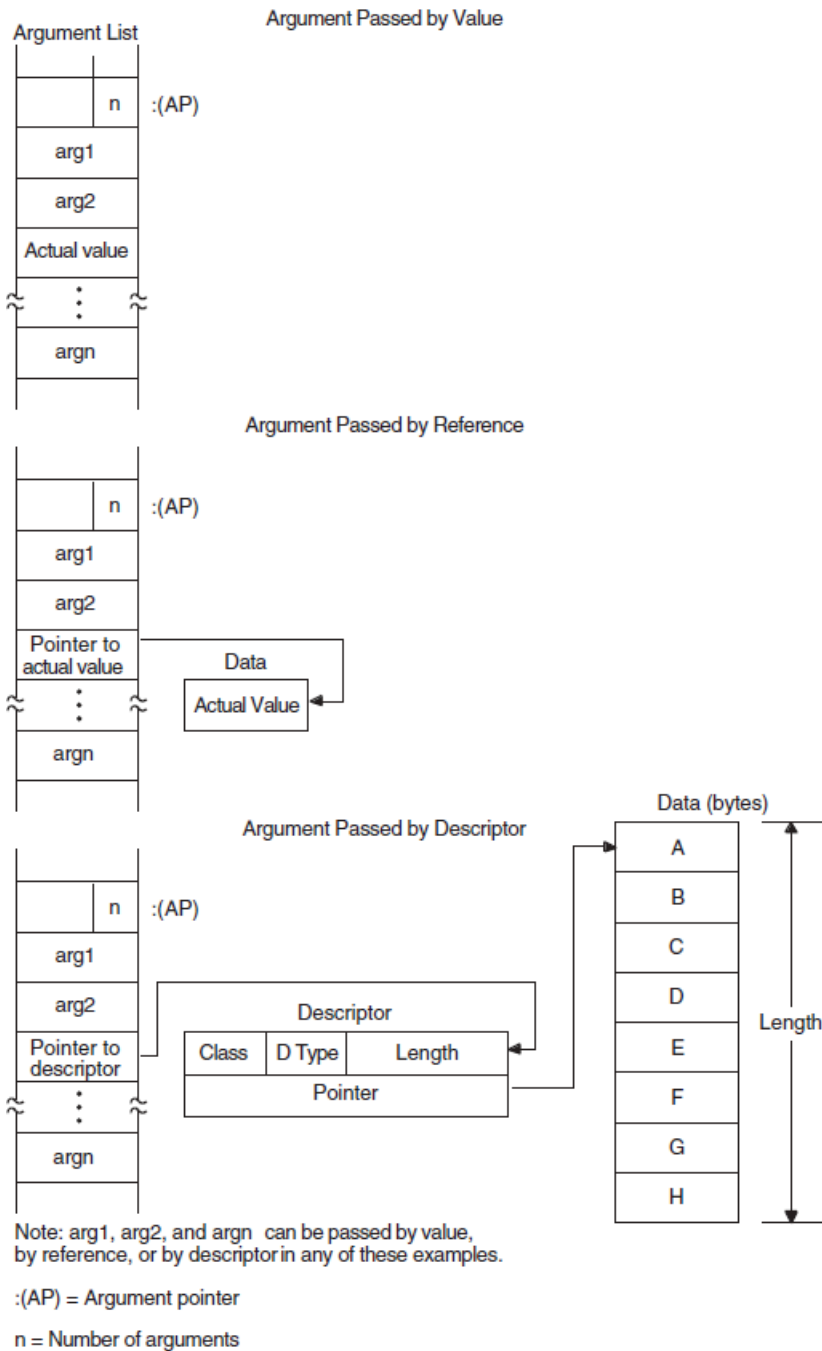 Argument Passed by Value
Argument List
n :(AP)
arg1
arg2
Actual value
argn
Argument Passed by Reference
n :(AP)
arg1
arg2
Pointer to
actual value
Data
Actual Value
argn
Argument Passed by Descriptor
Data (bytes)
n :(AP)
arg1
arg2
Pointer to
descriptor
argn
Descriptor
Class D Type Length
Pointer
A
B
C
D
E
F
G
H
Length
Note: arg1, arg2, and argn can be passed by value,
by reference, or by descriptor in any of these examples.
:(AP) = Argument pointer
n = Number of arguments